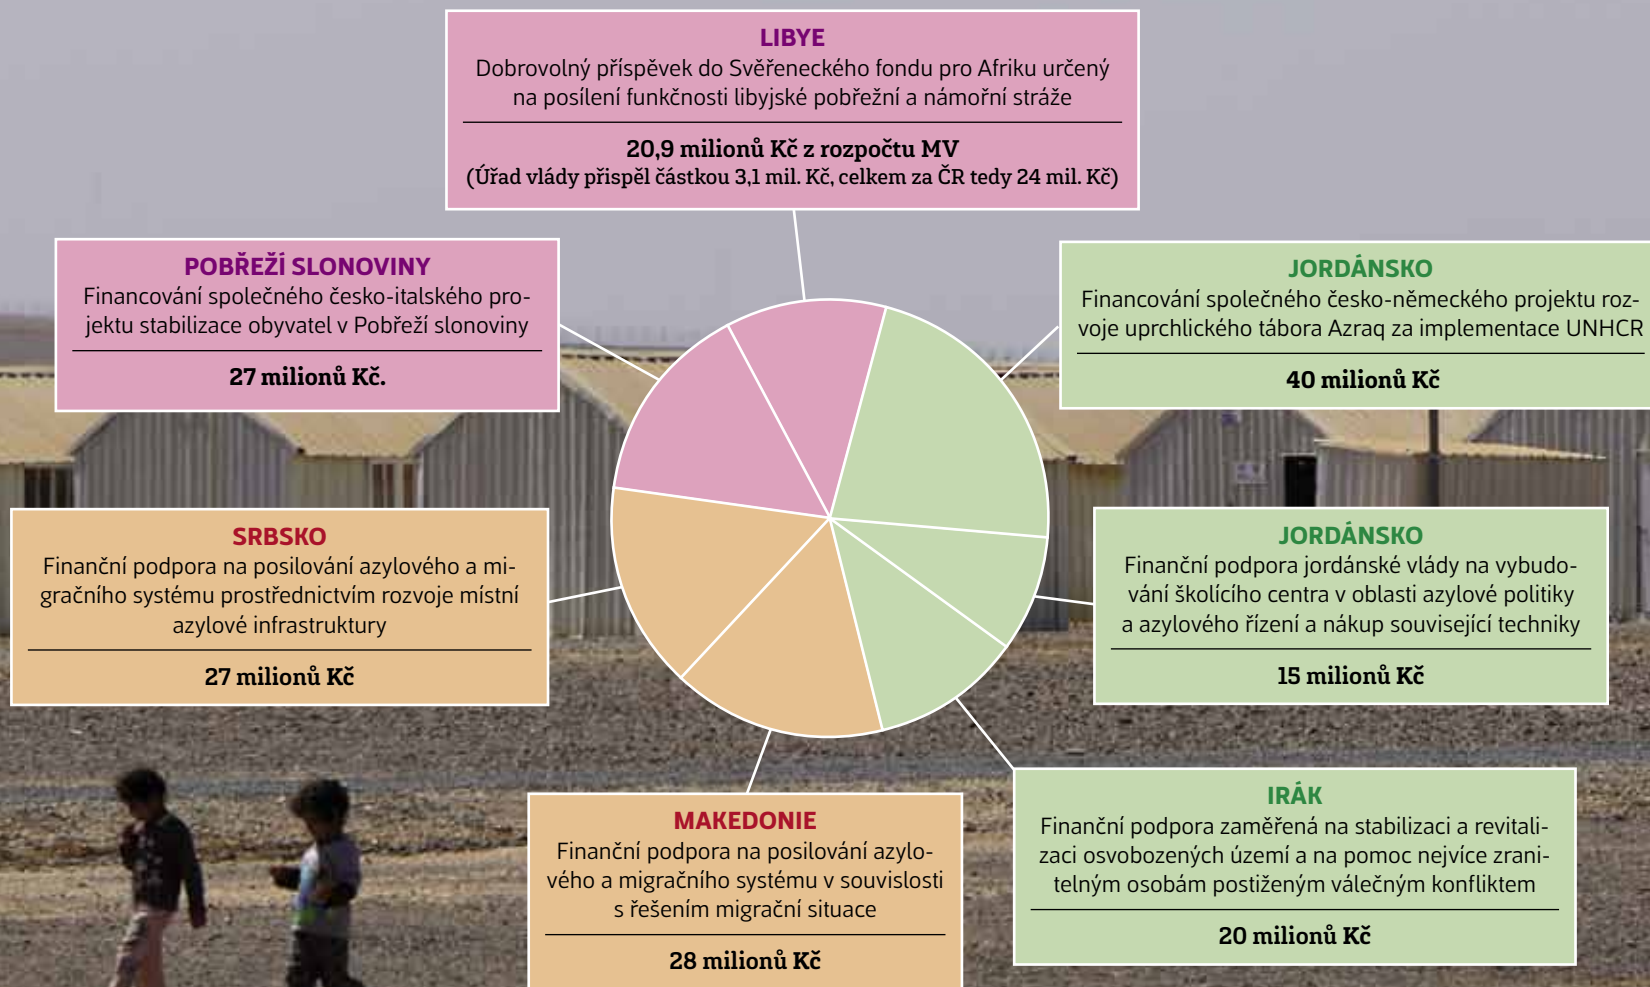 LIBYE
Dobrovolný příspěvek do Svěřeneckého fondu pro Afriku určený
na posílení funkčnosti libyjské pobřežní a námořní stráže
20,9 milionů Kč z rozpočtu MV
(Úřad vlády přispěl částkou 3,1 mil. Kč, celkem za ČR tedy 24 mil. Kč)
POBŘEŽÍ SLONOVINY
Financování společného česko-italského pro-
jektu stabilizace obyvatel v Pobřeží slonoviny
27 milionů Kč.
JORDÁNSKO
Financování společného česko-německého projektu roz-
voje uprchlického tábora Azraq za implementace UNHCR
40 milionů Kč
SRBSKO
Finanční podpora na posilování azylového a mi-
gračního systému prostřednictvím rozvoje místní
azylové infrastruktury
27 milionů Kč
JORDÁNSKO
Finanční podpora jordánské vlády na vybudo-
vání školícího centra v oblasti azylové politiky
a azylového řízení a nákup související techniky
15 milionů Kč
MAKEDONIE
Finanční podpora na posilování azylo-
vého a migračního systému v souvislosti
s řešením migrační situace
28 milionů Kč
IRÁK
Finanční podpora zaměřená na stabilizaci a revitali-
zaci osvobozených území a na pomoc nejvíce zrani-
telným osobám postiženým válečným konfliktem
20 milionů Kč